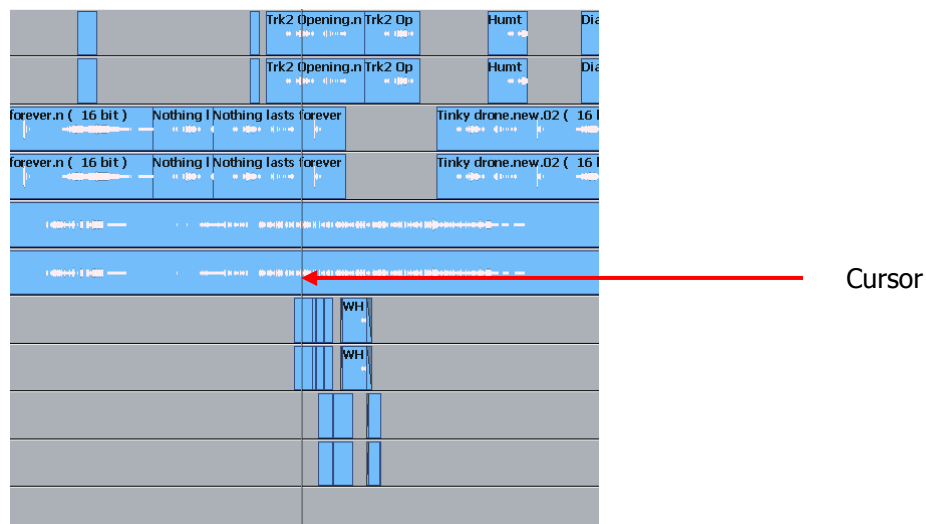 Trk2 Opening.n Trk2 Op Humt Dia
Trk2 Opening.n Trk2 Op Humt Dia
forever.n ( 16 bit ) Nothing l Nothing lasts forever Tinky drone.new.02 ( 16 b
forever.n ( 16 bit ) Nothing l Nothing lasts forever Tinky drone.new.02 ( 16 b
Cursor
WH
WH